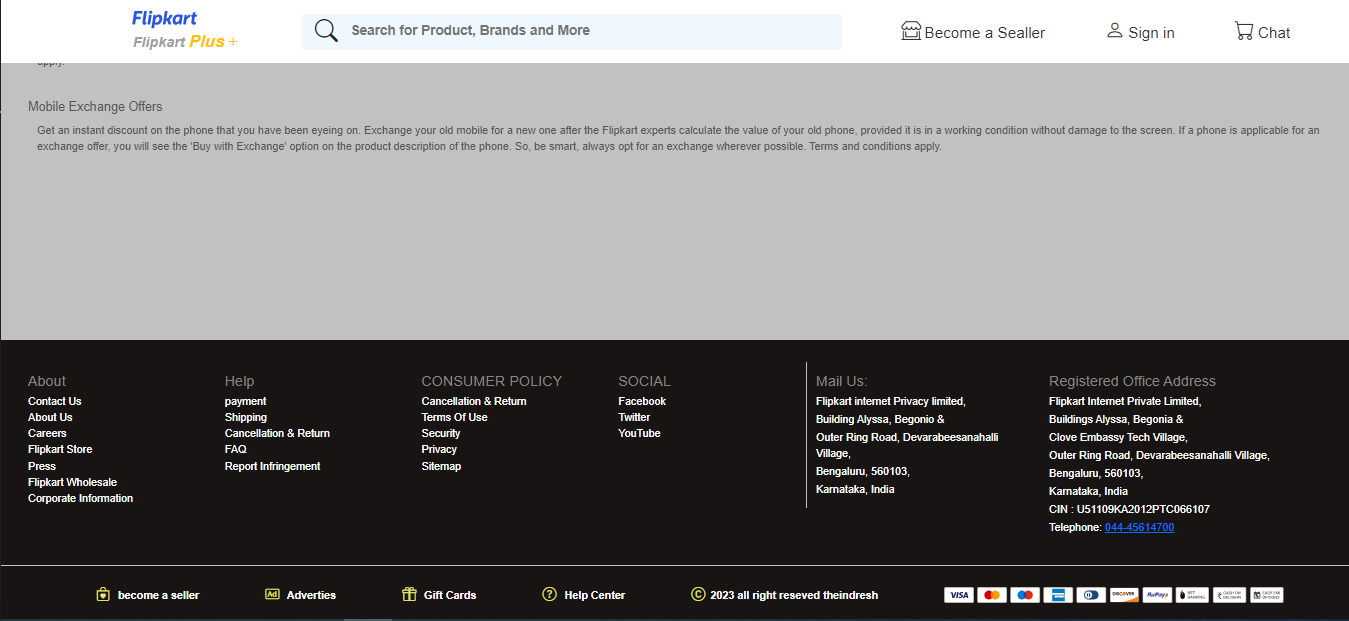 Flipkart
Flipkart Plus +
Search for Product, Brands and More
Become a Sealler
Sign in
Chat
apply.
Mobile Exchange Offers
Get an instant discount on the phone that you have been eyeing on. Exchange your old mobile for a new one after the Flipkart experts calculate the value of your old phone, provided it is in a working condition without damage to the screen. If a phone is applicable for an
exchange offer, you will see the 'Buy with Exchange' option on the product description of the phone. So, be smart, always opt for an exchange wherever possible. Terms and conditions apply.
About
Contact Us
About Us
Careers
Flipkart Store
Press
Flipkart Wholesale
Corporate Information
Help
payment
Shipping
Cancellation & Return
FAQ
Report Infringement
CONSUMER POLICY
Cancellation & Return
Terms Of Use
Security
Privacy
Sitemap
SOCIAL
Facebook
Twitter
YouTube
Mail Us:
Flipkart internet Privacy limited,
Building Alyssa, Begonio &
Outer Ring Road, Devarabeesanahalli
Village,
Bengaluru, 560103,
Karnataka, India
Registered Office Address
Flipkart Internet Private Limited,
Buildings Alyssa, Begonia &
Clove Embassy Tech Village,
Outer Ring Road, Devarabeesanahalli Village,
Bengaluru, 560103,
Karnataka, India
CIN : U51109KA2012PTC066107
Telephone: 044-45614700
become a seller
Ad Adverties
Gift Cards
? Help Center
© 2023 all right reseved theindresh
VISA
DISCOVER
RuPay
NET BANKING
CASH ON DELIVERY
EASY EMI OPTIONS